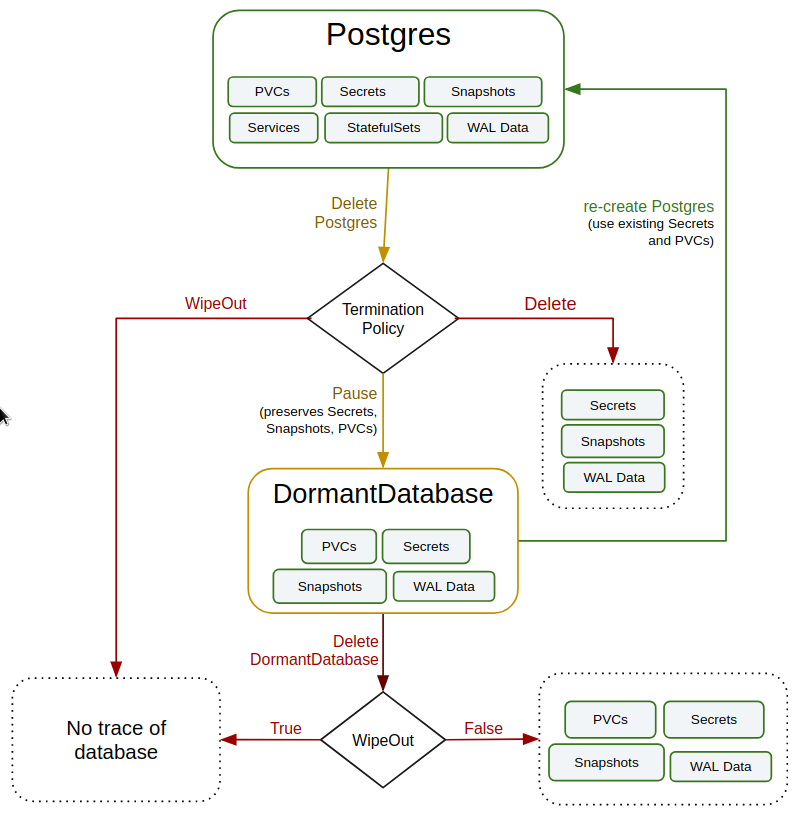 Postgres
PVCs
Secrets
Snapshots
Services
StatefulSets
WAL Data
Delete
Postgres
re-create Postgres
(use existing Secrets
and PVCs)
WipeOut
Termination
Policy
Delete
Pause
(preserves Secrets,
Snapshots, PVCs)
Secrets
Snapshots
WAL Data
DormantDatabase
PVCs
Secrets
Snapshots
WAL Data
Delete
DormantDatabase
No trace of
database
True
WipeOut
False
PVCs
Secrets
Snapshots
WAL Data